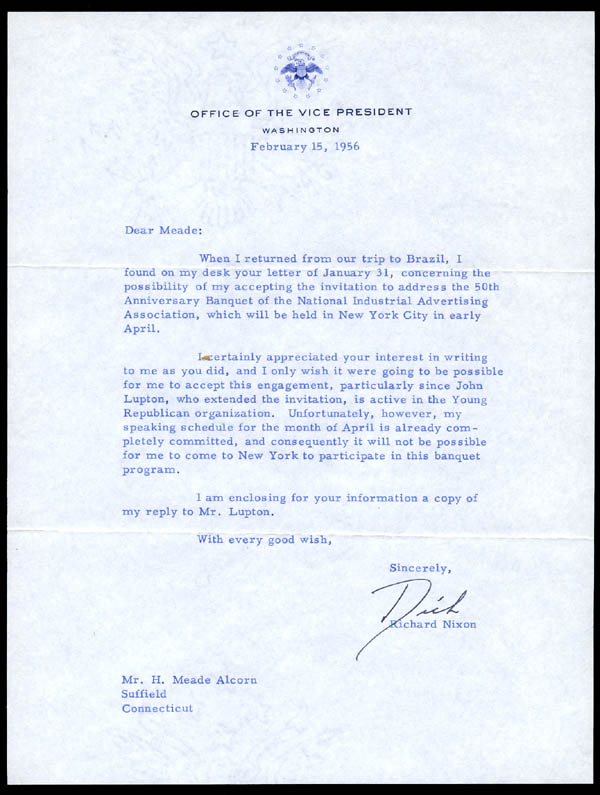 OFFICE OF THE VICE PRESIDENT
WASHINGTON
February 15, 1956
Dear Meade:
When I returned from our trip to Brazil, I
found on my desk your letter of January 31, concerning the
possibility of my accepting the invitation to address the 50th
Anniversary Banquet of the National Industrial Advertising
Association, which will be held in New York City in early
April.
I certainly appreciated your interest in writing
to me as you did, and I only wish it were going to be possible
for me to accept this engagement, particularly since John
Lupton, who extended the invitation, is active in the Young
Republican organization. Unfortunately, however, my
speaking schedule for the month of April is already com-
pletely committed, and consequently it will not be possible
for me to come to New York to participate in this banquet
program.
I am enclosing for your information a copy of
my reply to Mr. Lupton.
With every good wish,
Sincerely,
Dick
Richard Nixon
Mr. H. Meade Alcorn
Suffield
Connecticut